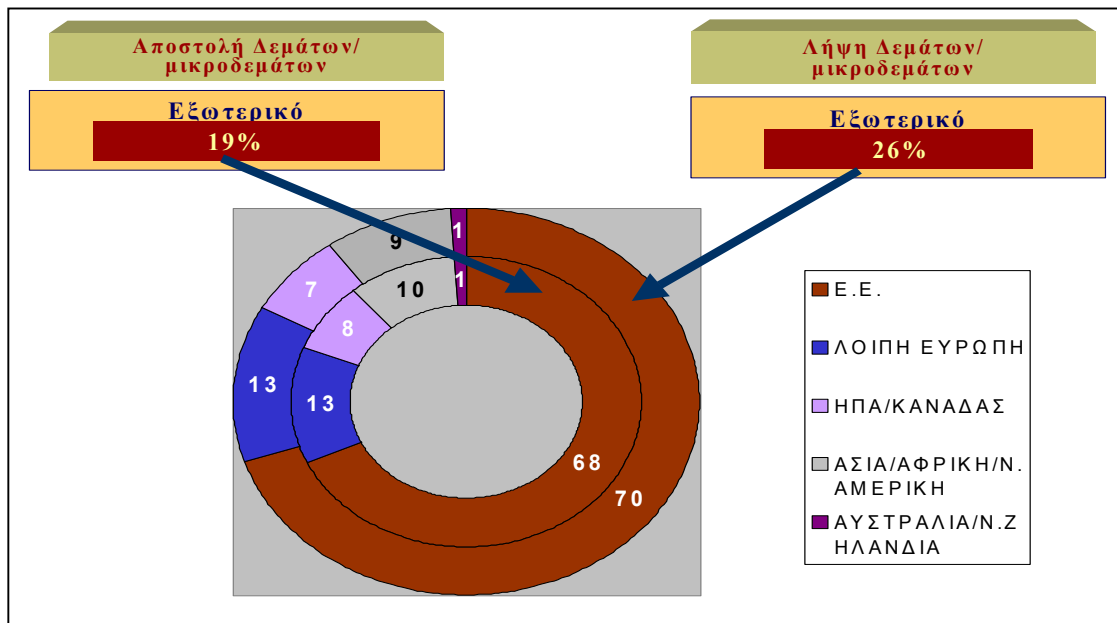 Αποστολή Δεμάτων/
μικροδεμάτων
Εξωτερικό
19%
Λήψη Δεμάτων/
μικροδεμάτων
Εξωτερικό
26%
9
1
1
7
10
8
13
13
68
70
Ε.Ε.
ΛΟΙΠΗ ΕΥΡΩΠΗ
ΗΠΑ/ΚΑΝΑΔΑΣ
ΑΣΙΑ/ΑΦΡΙΚΗ/Ν.
ΑΜΕΡΙΚΗ
ΑΥΣΤΡΑΛΙΑ/Ν.Ζ
ΗΛΑΝΔΙΑ